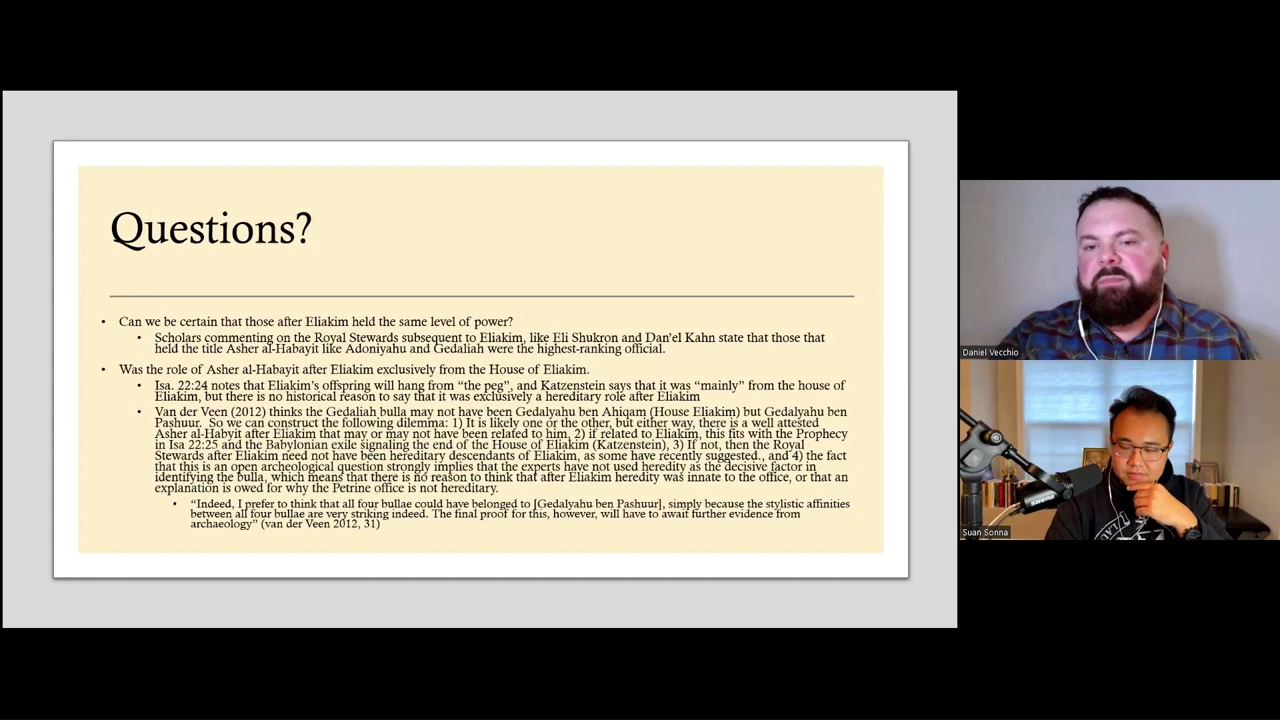 Questions?
• Can we be certain that those after Eliakim held the same level of power?
• Scholars commenting on the Royal Stewards subsequent to Eliakim, like Eli Shukron and Dan'el Kahn state that those that
held the title Asher al-Habayit like Adoniyahu and Gedaliah were the highest-ranking official.
• Was the role of Asher al-Habayit after Eliakim exclusively from the House of Eliakim.
• Isa. 22:24 notes that Eliakim's offspring will hang from “the peg”, and Katzenstein says that it was “mainly” from the house of
Eliakim, but there is no historical reason to say that it was exclusively a hereditary role after Eliakim
• Van der Veen (2012) thinks the Gedaliah bulla may not have been Gedalyahu ben Ahiqam (House Eliakim) but Gedalyahu ben
Pashuur. So we can construct the following dilemma: 1) It is likely one or the other, but either way, there is a well attested
Asher al-Habyit after Eliakim that may or may not have been related to him, 2) if related to Eliakim, this fits with the Prophecy
in Isa 22:25 and the Babylonian exile signaling the end of the House of Eliakim (Katzenstein), 3) If not, then the Royal
Stewards after Eliakim need not have been hereditary descendants of Eliakim, as some have recently suggested., and 4) the fact
that this is an open archeological question strongly implies that the experts have not used heredity as the decisive factor in
identifying the bulla, which means that there is no reason to think that after Eliakim heredity was innate to the office, or that an
explanation is owed for why the Petrine office is not hereditary.
• “Indeed, I prefer to think that all four bullae could have belonged to [Gedalyahu ben Pashuur], simply because the stylistic affinities
between all four bullae are very striking indeed. The final proof for this, however, will have to await further evidence from
archaeology” (van der Veen 2012, 31)
Daniel Vecchio
Suan Sonna